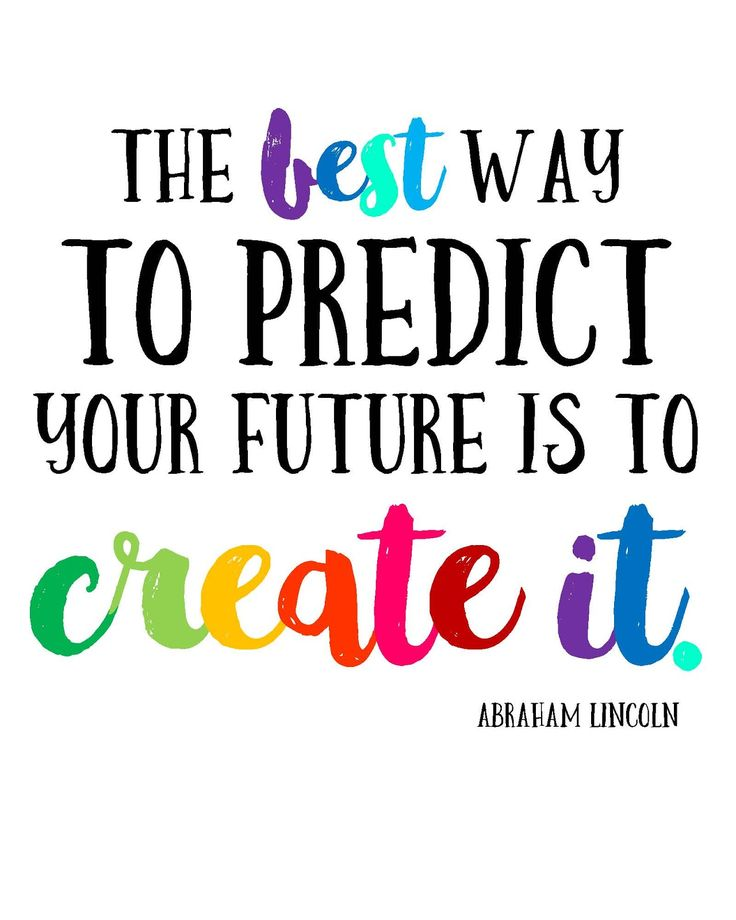 THE best WAY
TO PREDICT
YOUR FUTURE IS TO
create it.
ABRAHAM LINCOLN